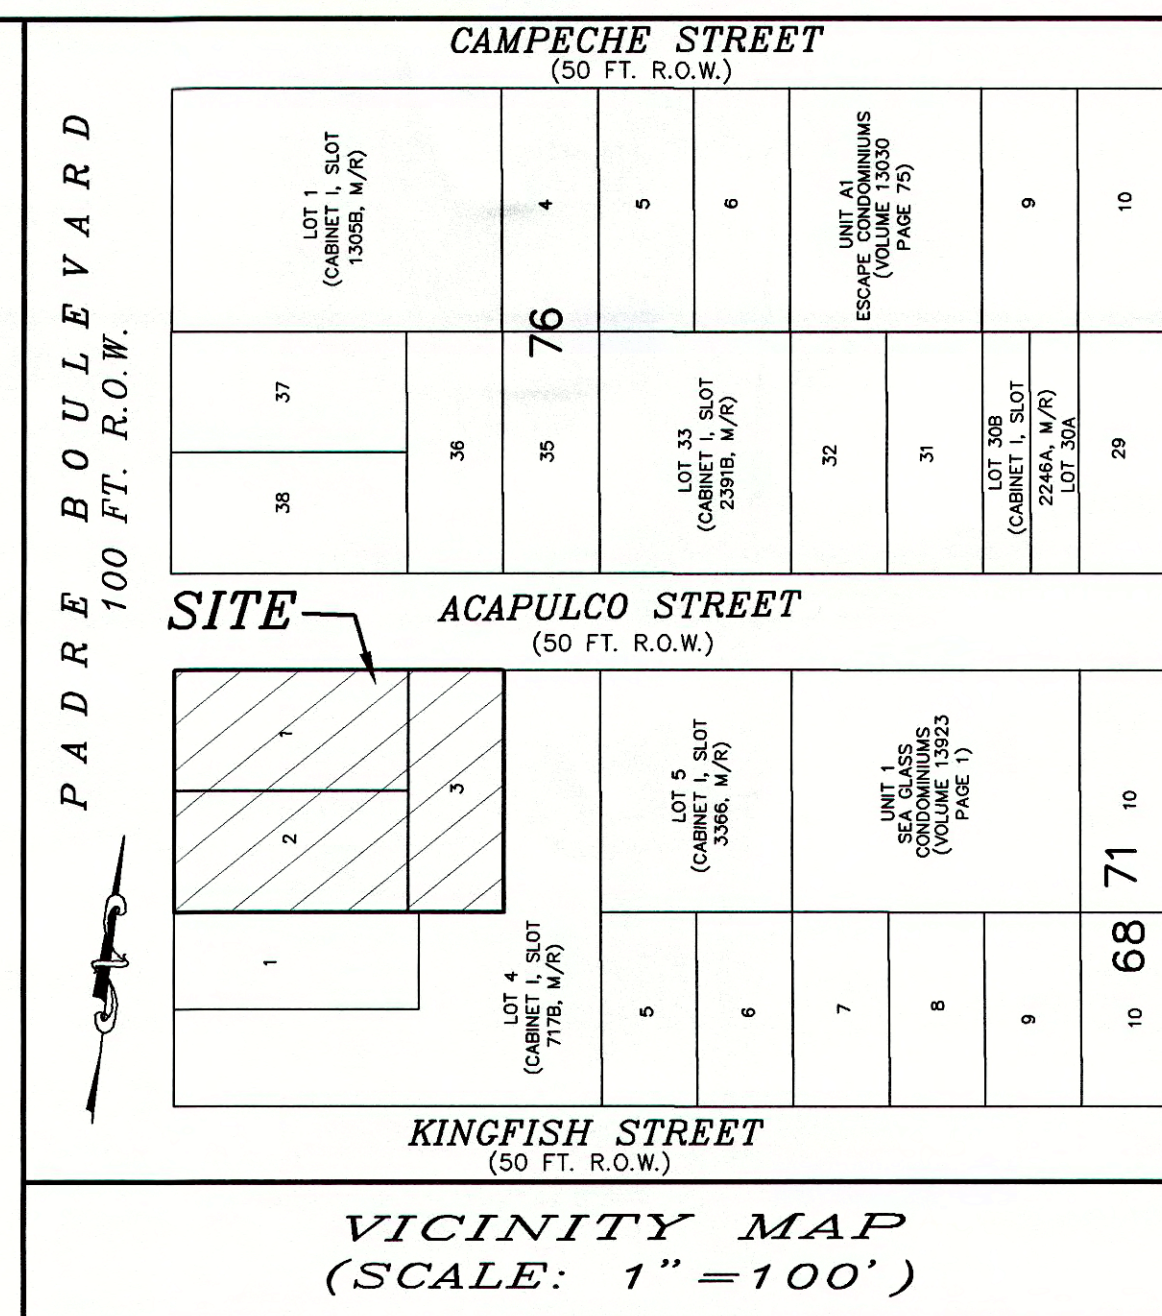 CAMPECHE STREET
(50 FT. R.O.W.)
PADRE BOULEVARD
100 FT. R.O.W.
LOT 1
(CABINET I, SLOT
1305B, M/R)
4
5
6
UNIT A1
ESCAPE CONDOMINIUMS
(VOLUME 13030
PAGE 75)
9
10
76
37
38
36
35
LOT 33
(CABINET I, SLOT
2391B, M/R)
32
31
LOT 30B
(CABINET I, SLOT
2246A, M/R)
LOT 30A
29
SITE
ACAPULCO STREET
(50 FT. R.O.W.)
1
2
3
LOT 5
(CABINET I, SLOT
3366, M/R)
UNIT 1
SEA GLASS
CONDOMINIUMS
(VOLUME 13923
PAGE 1)
10
71
68
1
LOT 4
(CABINET I, SLOT
717B, M/R)
5
6
7
8
9
10
KINGFISH STREET
(50 FT. R.O.W.)
VICINITY MAP
(SCALE: 1"=100')